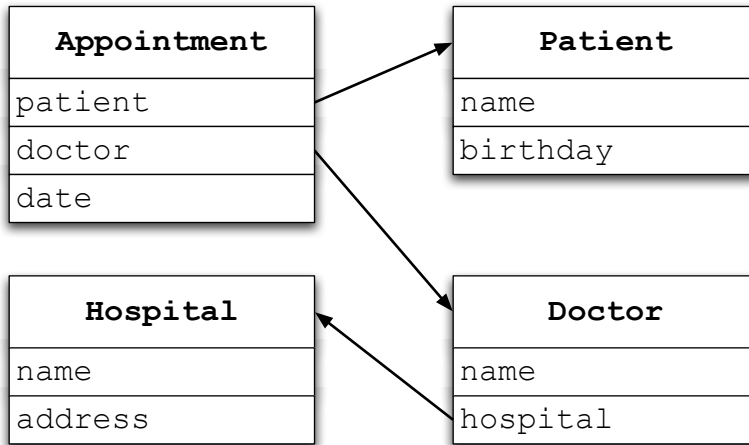 Appointment
patient
doctor
date
Patient
name
birthday
Hospital
name
address
Doctor
name
hospital